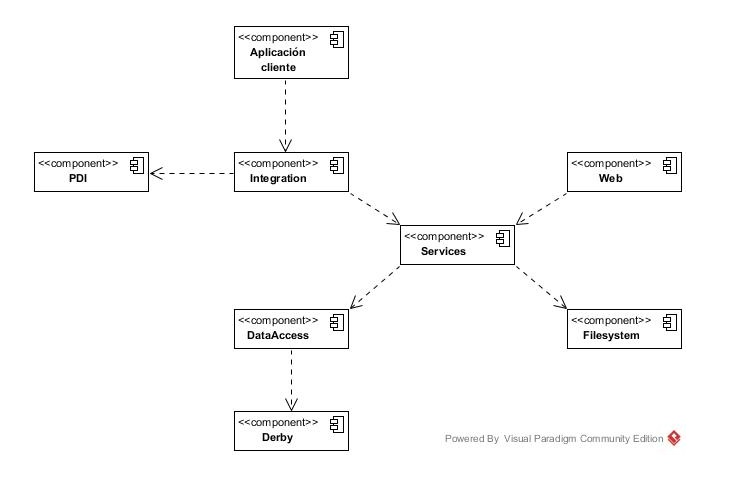 <<component>>
Aplicación
cliente
<<component>>
PDI
<<component>>
Integration
<<component>>
Web
<<component>>
Services
<<component>>
DataAccess
<<component>>
Filesystem
<<component>>
Derby
Powered By Visual Paradigm Community Edition